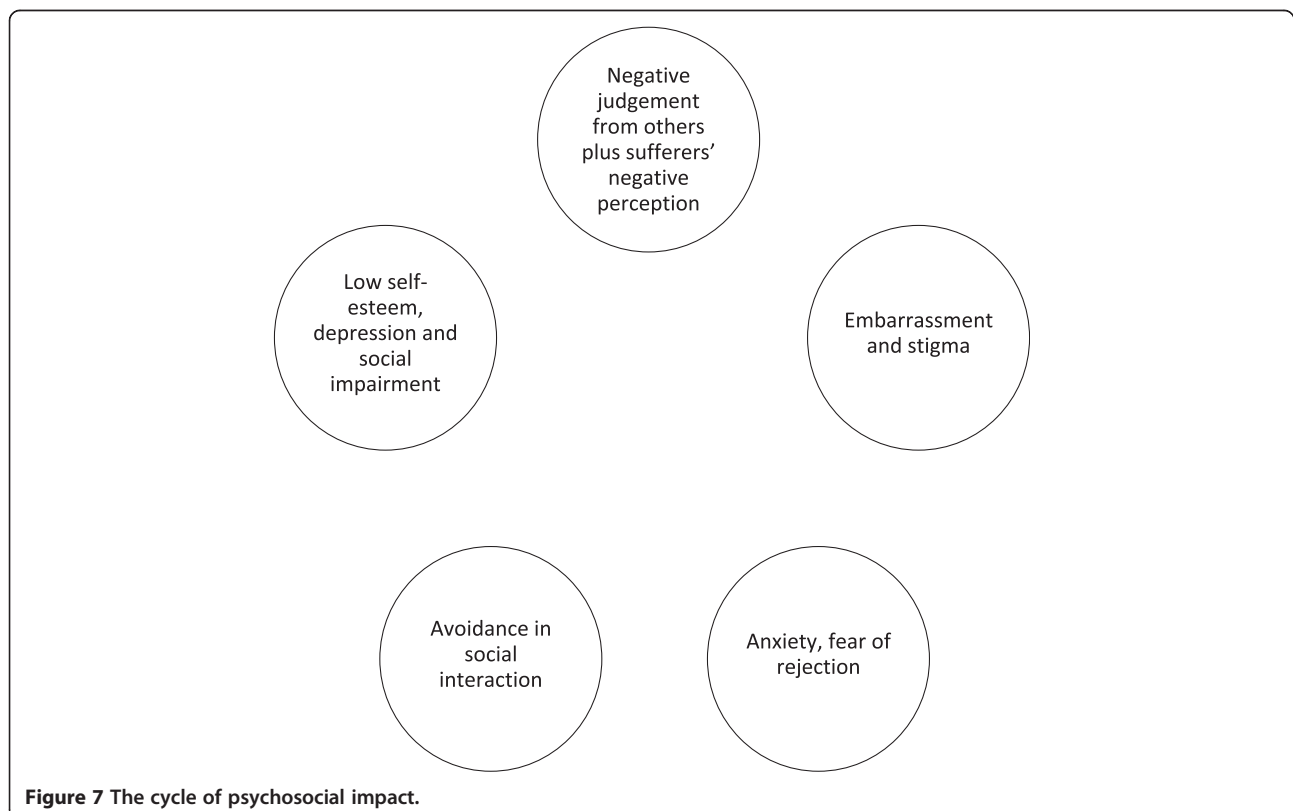 Negative
judgement
from others
plus sufferers’
negative
perception
Embarrassment
and stigma
Anxiety, fear of
rejection
Avoidance in
social
interaction
Low self-
esteem,
depression and
social
impairment
Figure 7 The cycle of psychosocial impact.